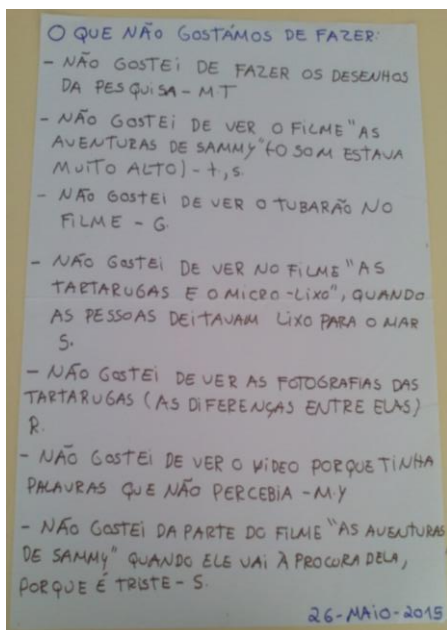 O QUE NÃO GOSTÁMOS DE FAZER:
- NÃO GOSTEI DE FAZER OS DESENHOS
DA PESQUISA - M.T
- NÃO GOSTEI DE VER O FILME "AS
AVENTURAS DE SAMMY" (O SOM ESTAVA
MUITO ALTO) - t., s.
- NÃO GOSTEI DE VER O TUBARÃO NO
FILME - G.
- NÃO GOSTEI DE VER NO FILME "AS
TARTARUGAS E O MICRO-LIXO", QUANDO
AS PESSOAS DEITAVAM LIXO PARA O MAR
S.
- NÃO GOSTEI DE VER AS FOTOGRAFIAS DAS
TARTARUGAS (AS DIFERENÇAS ENTRE ELAS)
R.
- NÃO GOSTEI DE VER O VIDEO PORQUE TINHA
PALAVRAS QUE NÃO PERCEBIA - M.Y
- NÃO GOSTEI DA PARTE DO FILME "AS AVENTURAS
DE SAMMY" QUANDO ELE VAI À PROCURA DELA,
PORQUE É TRISTE - S.
26-MAIO-2015